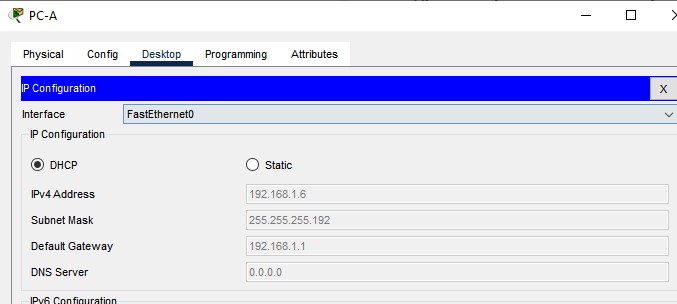 PC-A
Physical Config Desktop Programming Attributes
IP Configuration X
Interface FastEthernet0
IP Configuration
DHCP Static
IPv4 Address 192.168.1.6
Subnet Mask 255.255.255.192
Default Gateway 192.168.1.1
DNS Server 0.0.0.0
IPv6 Configuration